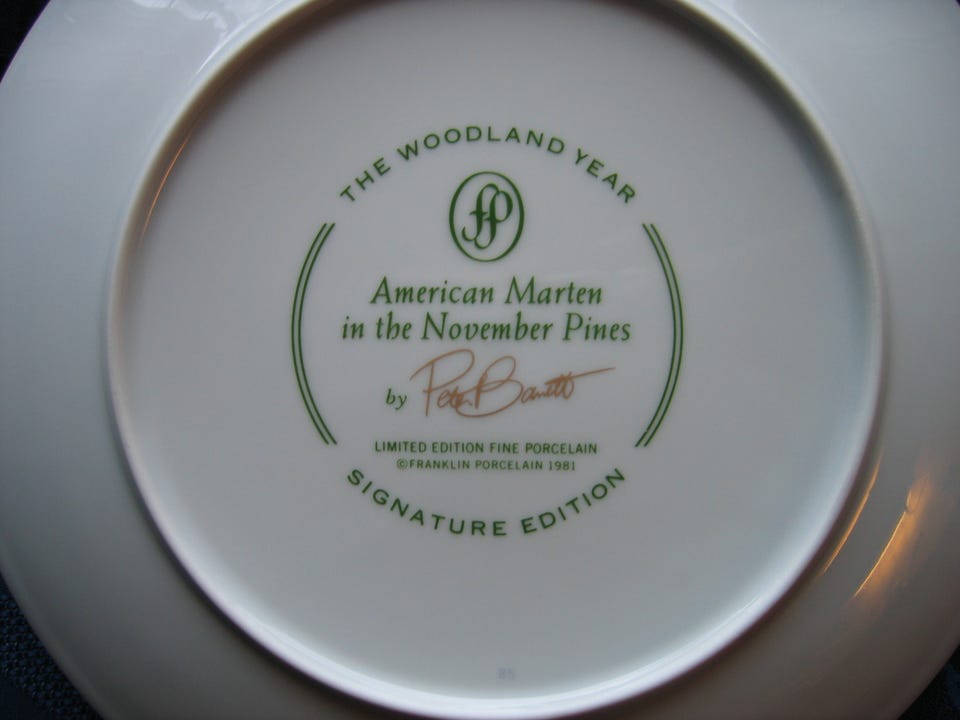 THE WOODLAND YEAR
fp
American Marten
in the November Pines
by Peter Barrett
LIMITED EDITION FINE PORCELAIN
©FRANKLIN PORCELAIN 1981
SIGNATURE EDITION